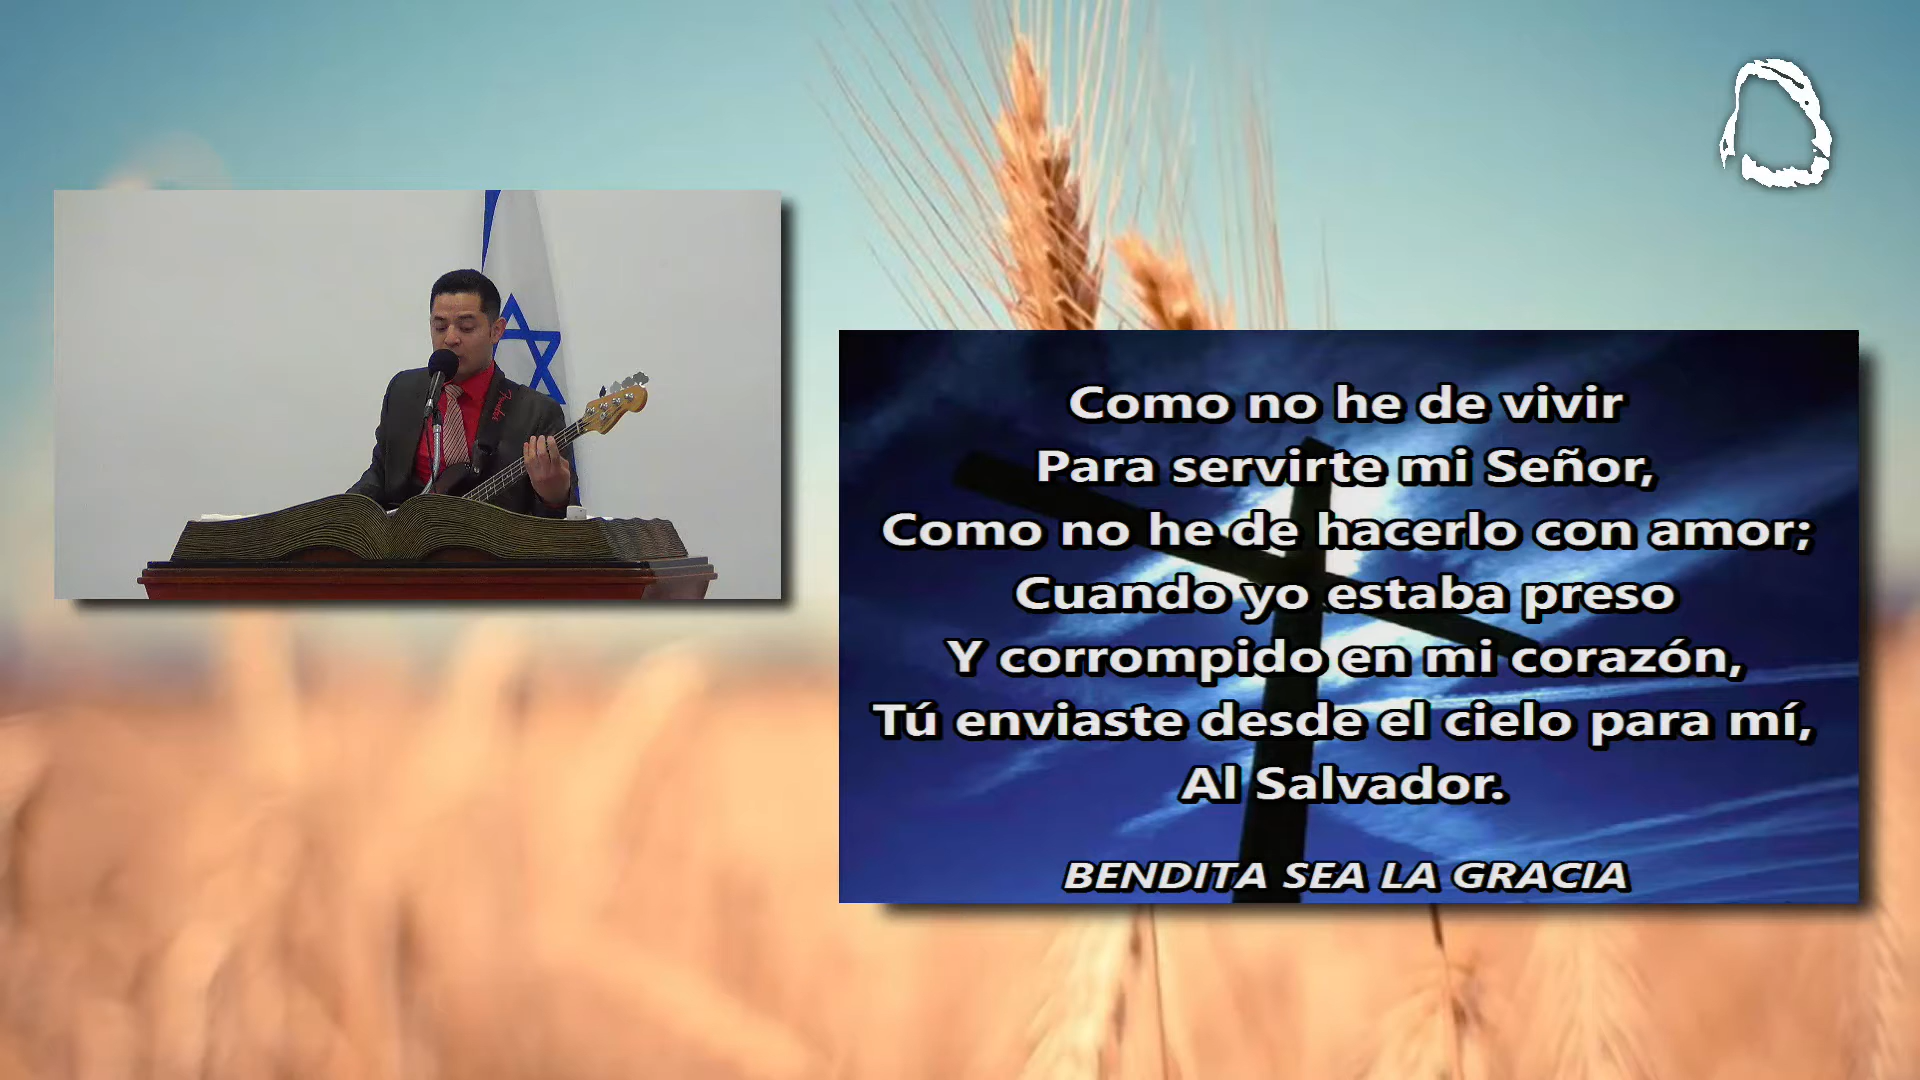 Como no he de vivir
Para servirte mi Señor,
Como no he de hacerlo con amor;
Cuando yo estaba preso
Y corrompido en mi corazón,
Tú enviaste desde el cielo para mí,
Al Salvador.
BENDITA SEA LA GRACIA
Fender